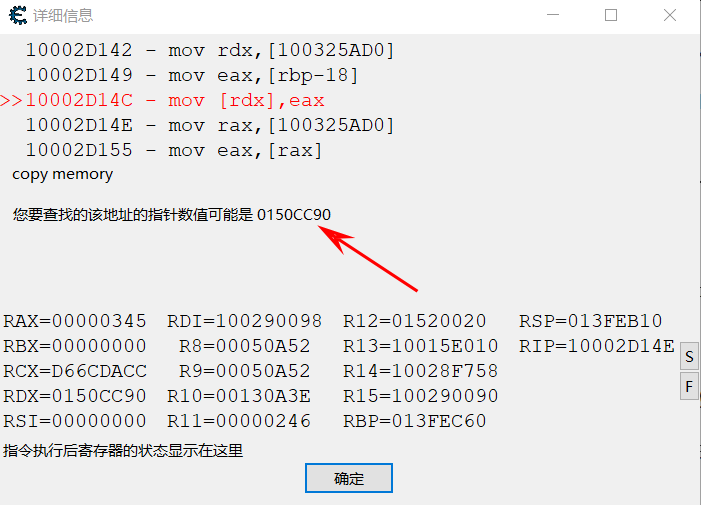 详细信息
10002D142 - mov rdx,[100325AD0]
10002D149 - mov eax,[rbp-18]
>>10002D14C - mov [rdx],eax
10002D14E - mov rax,[100325AD0]
10002D155 - mov eax,[rax]
copy memory
您要查找的该地址的指针数值可能是 0150CC90
RAX=00000345 RDI=100290098 R12=01520020 RSP=013FEB10
RBX=00000000 R8=00050A52 R13=10015E010 RIP=10002D14E
RCX=D66CDACC R9=00050A52 R14=10028F758
RDX=0150CC90 R10=00130A3E R15=100290090
RSI=00000000 R11=00000246 RBP=013FEC60
S
F
指令执行后寄存器的状态显示在这里
确定